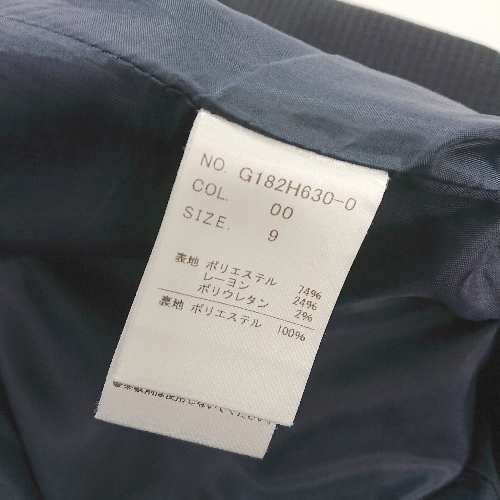 NO. G182H630-0
COL. 00
SIZE. 9
表地 ポリエステル 74%
レーヨン 24%
ポリウレタン 2%
裏地 ポリエステル 100%